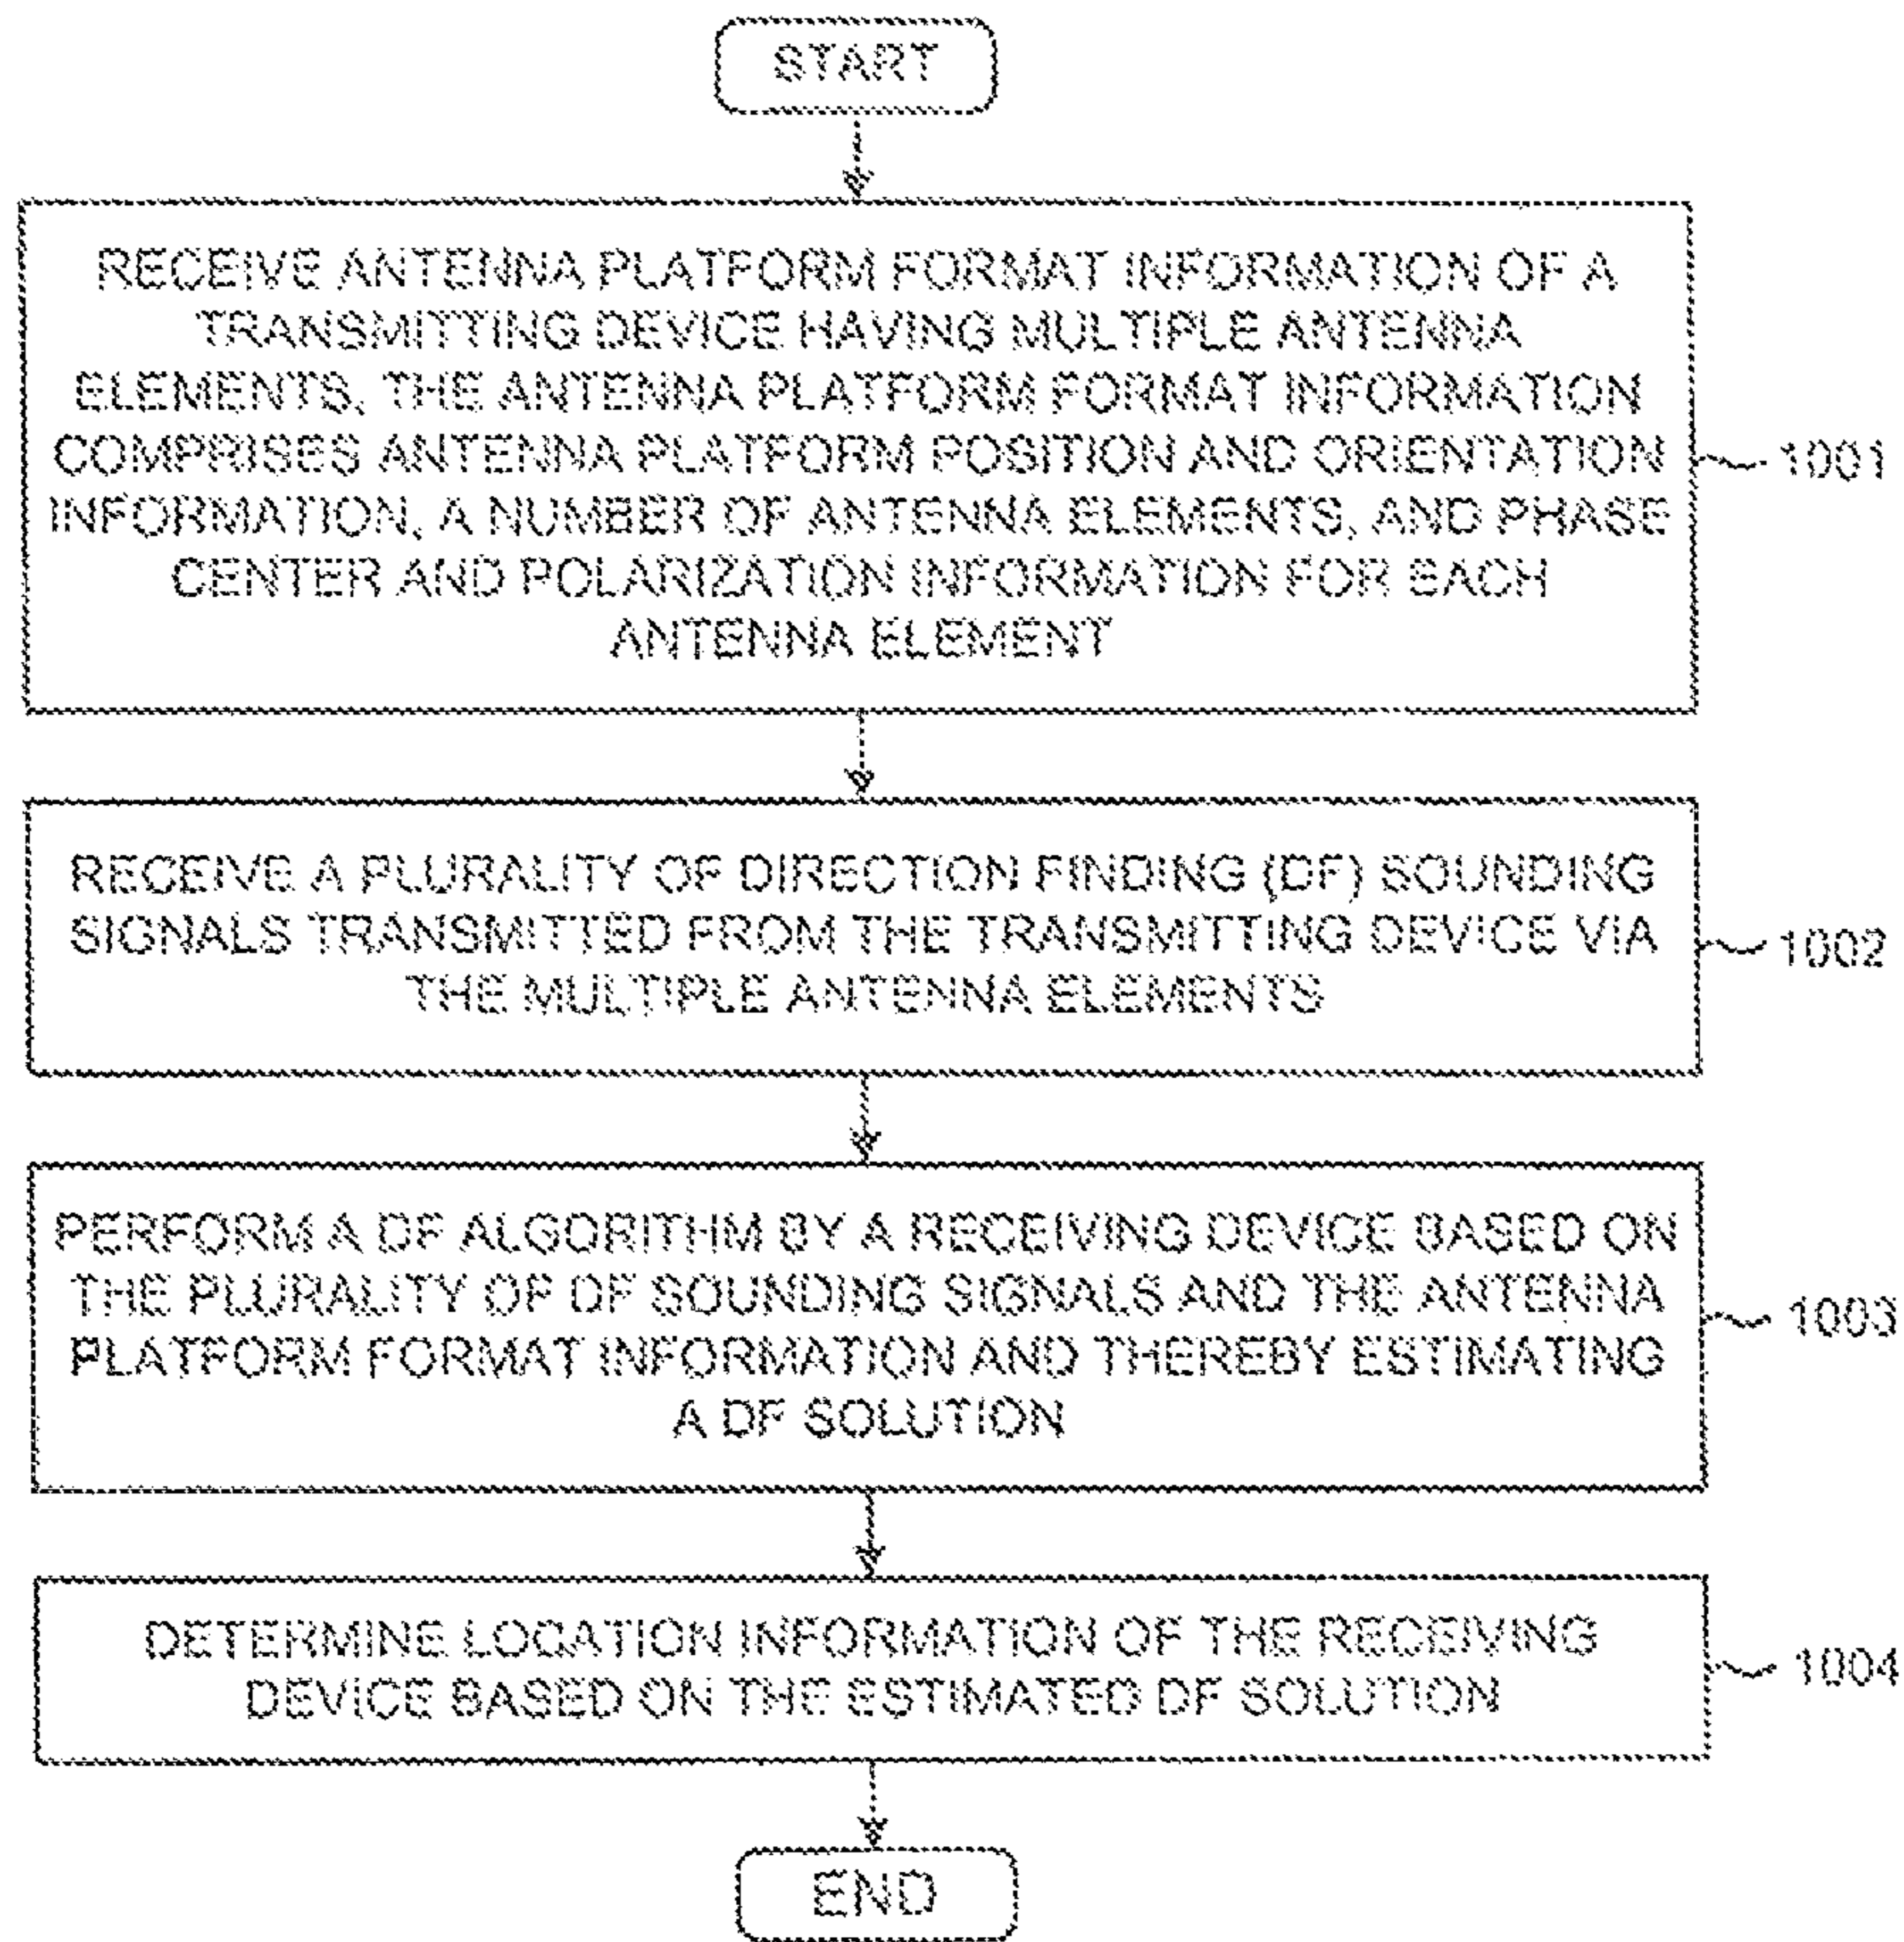 START
RECEIVE ANTENNA PLATFORM FORMAT INFORMATION OF A
TRANSMITTING DEVICE HAVING MULTIPLE ANTENNA
ELEMENTS, THE ANTENNA PLATFORM FORMAT INFORMATION
COMPRISES ANTENNA PLATFORM POSITION AND ORIENTATION
INFORMATION, A NUMBER OF ANTENNA ELEMENTS, AND PHASE
CENTER AND POLARIZATION INFORMATION FOR EACH
ANTENNA ELEMENT
1001
RECEIVE A PLURALITY OF DIRECTION FINDING (DF) SOUNDING
SIGNALS TRANSMITTED FROM THE TRANSMITTING DEVICE VIA
THE MULTIPLE ANTENNA ELEMENTS
1002
PERFORM A DF ALGORITHM BY A RECEIVING DEVICE BASED ON
THE PLURALITY OF DF SOUNDING SIGNALS AND THE ANTENNA
PLATFORM FORMAT INFORMATION AND THEREBY ESTIMATING
A DF SOLUTION
1003
DETERMINE LOCATION INFORMATION OF THE RECEIVING
DEVICE BASED ON THE ESTIMATED DF SOLUTION
1004
END